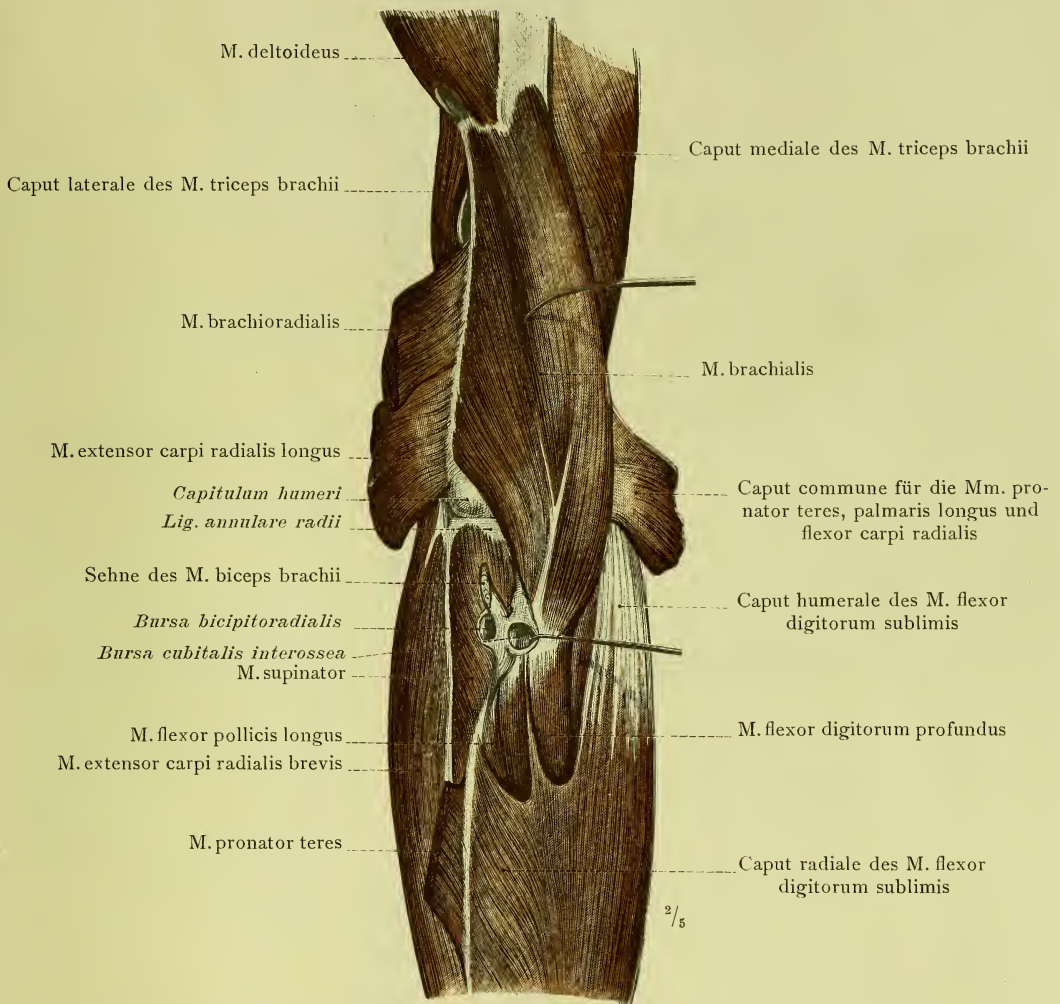 M. deltoideus
Caput mediale des M. triceps brachii
Caput laterale des M. triceps brachii
M. brachioradialis
M. brachialis
M. extensor carpi radialis longus
Capitulum humeri
Lig. annulare radii
Caput commune für die Mm. pro-
nator teres, palmaris longus und
flexor carpi radialis
Sehne des M. biceps brachii
Bursa bicipitoradialis
Bursa cubitalis interossea
M. supinator
Caput humerale des M. flexor
digitorum sublimis
M. flexor pollicis longus
M. extensor carpi radialis brevis
M. flexor digitorum profundus
M. pronator teres
Caput radiale des M. flexor
digitorum sublimis
2/5